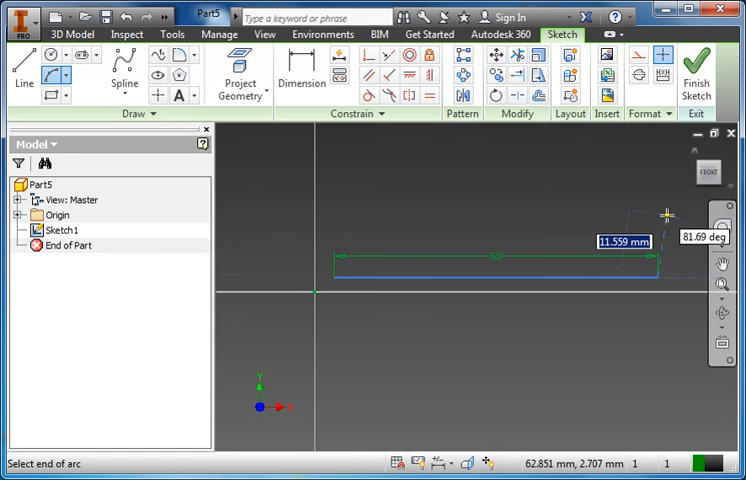 Part5
Type a keyword or phrase
Sign In
PRO
3D Model Inspect Tools Manage View Environments BIM Get Started Autodesk 360 Sketch
Line
Spline
Project
Geometry
Dimension
Finish
Sketch
Draw
Constrain
Pattern
Modify
Layout
Insert
Format
Exit
Model
Part5
View: Master
Origin
Sketch1
End of Part
FRONT
11.559 mm
81.69 deg
60
Y
X
Select end of arc
62.851 mm, 2.707 mm 1 1